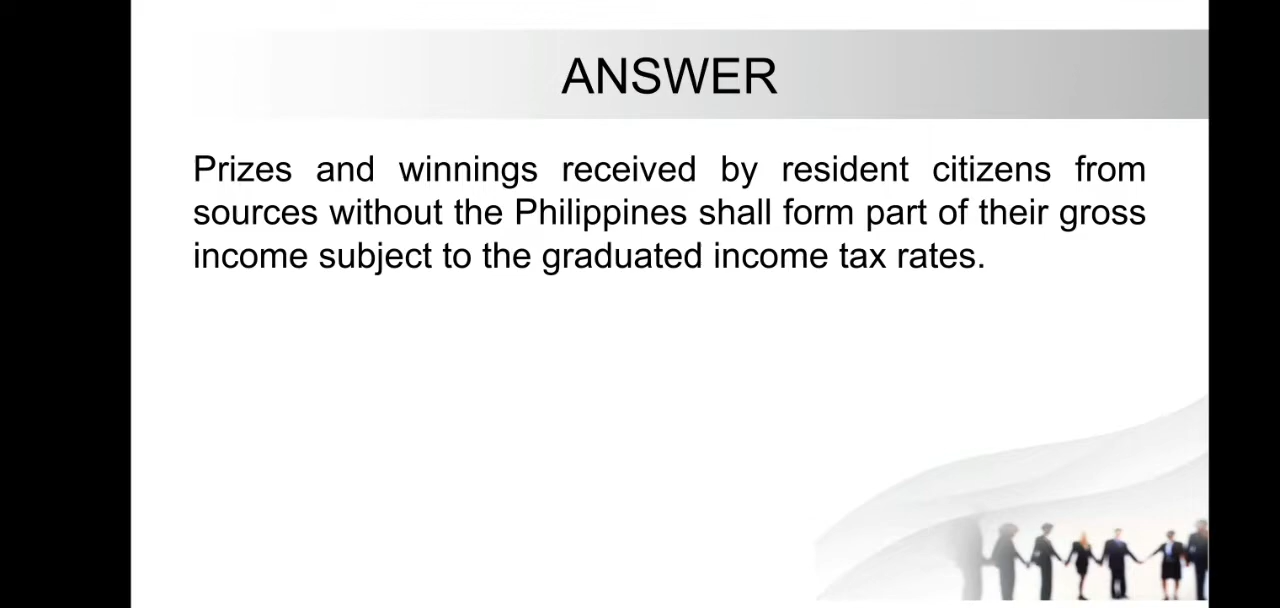 ANSWER
Prizes and winnings received by resident citizens from
sources without the Philippines shall form part of their gross
income subject to the graduated income tax rates.